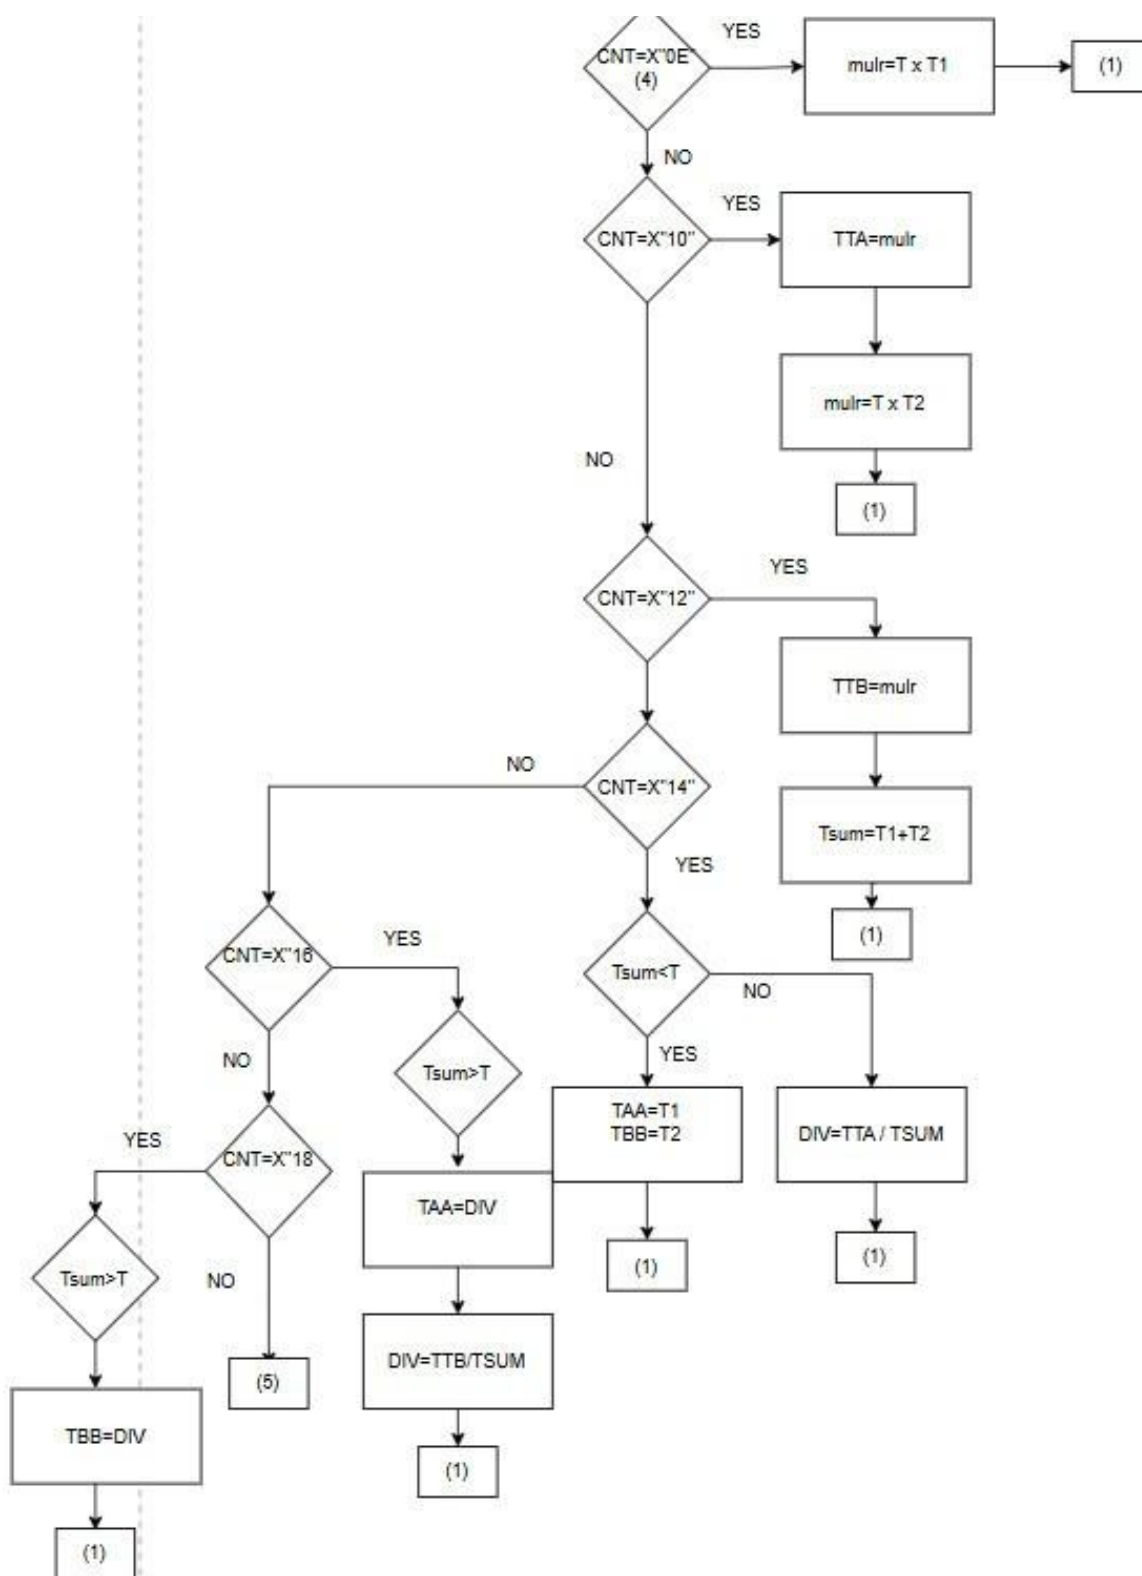 YES
CNT=X"0E"
(4)
mulr=T x T1
(1)
NO
YES
CNT=X"10"
TTA=mulr
mulr=T x T2
NO
(1)
YES
CNT=X"12"
TTB=mulr
NO
CNT=X"14"
Tsum=T1+T2
YES
(1)
YES
CNT=X"16
Tsum<T
NO
NO
YES
Tsum>T
TAA=T1
TBB=T2
DIV=TTA / TSUM
YES
CNT=X"18
TAA=DIV
(1)
(1)
Tsum>T
NO
DIV=TTB/TSUM
(5)
TBB=DIV
(1)
(1)